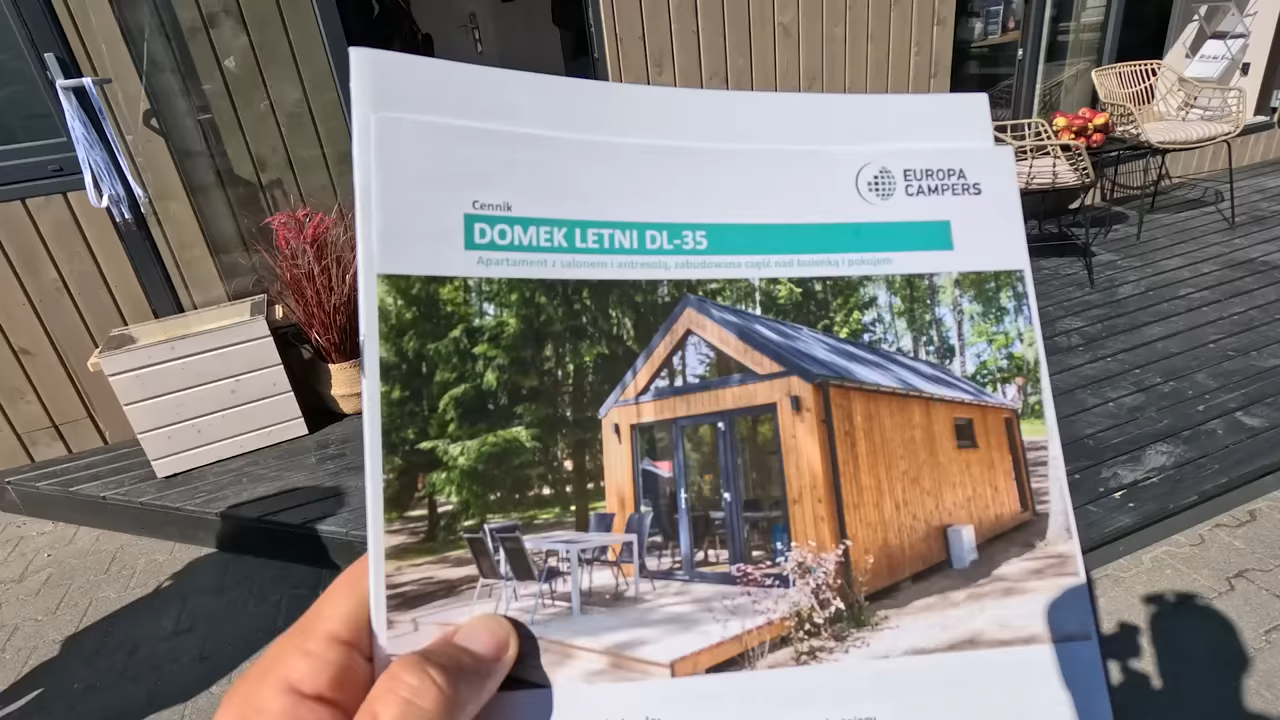 EUROPA
CAMPERS
Cennik
DOMEK LETNI DL-35
Apartament z salonem i antresolą, zabudowana część nad łazienką i pokojem